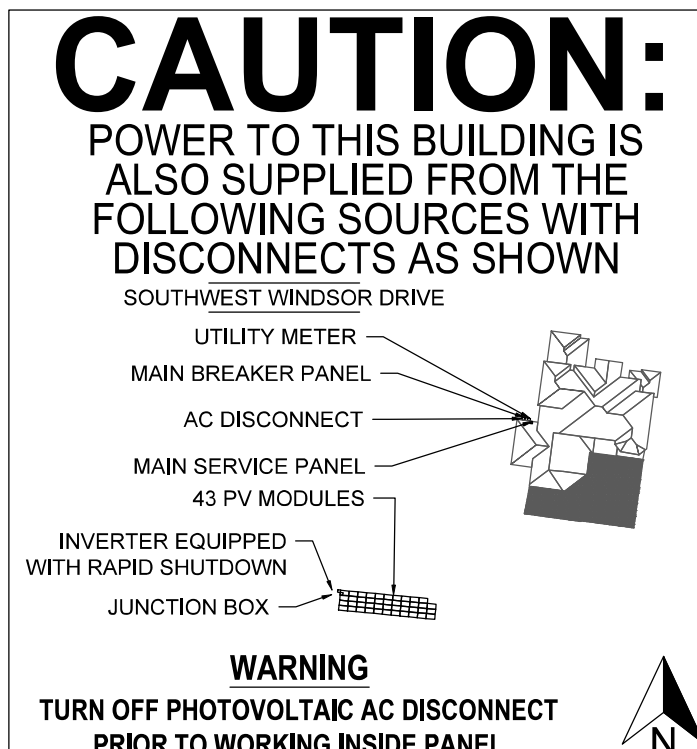 CAUTION:
POWER TO THIS BUILDING IS
ALSO SUPPLIED FROM THE
FOLLOWING SOURCES WITH
DISCONNECTS AS SHOWN
SOUTHWEST WINDSOR DRIVE
UTILITY METER
MAIN BREAKER PANEL
AC DISCONNECT
MAIN SERVICE PANEL
43 PV MODULES
INVERTER EQUIPPED
WITH RAPID SHUTDOWN
JUNCTION BOX
WARNING
TURN OFF PHOTOVOLTAIC AC DISCONNECT
PRIOR TO WORKING INSIDE PANEL
N